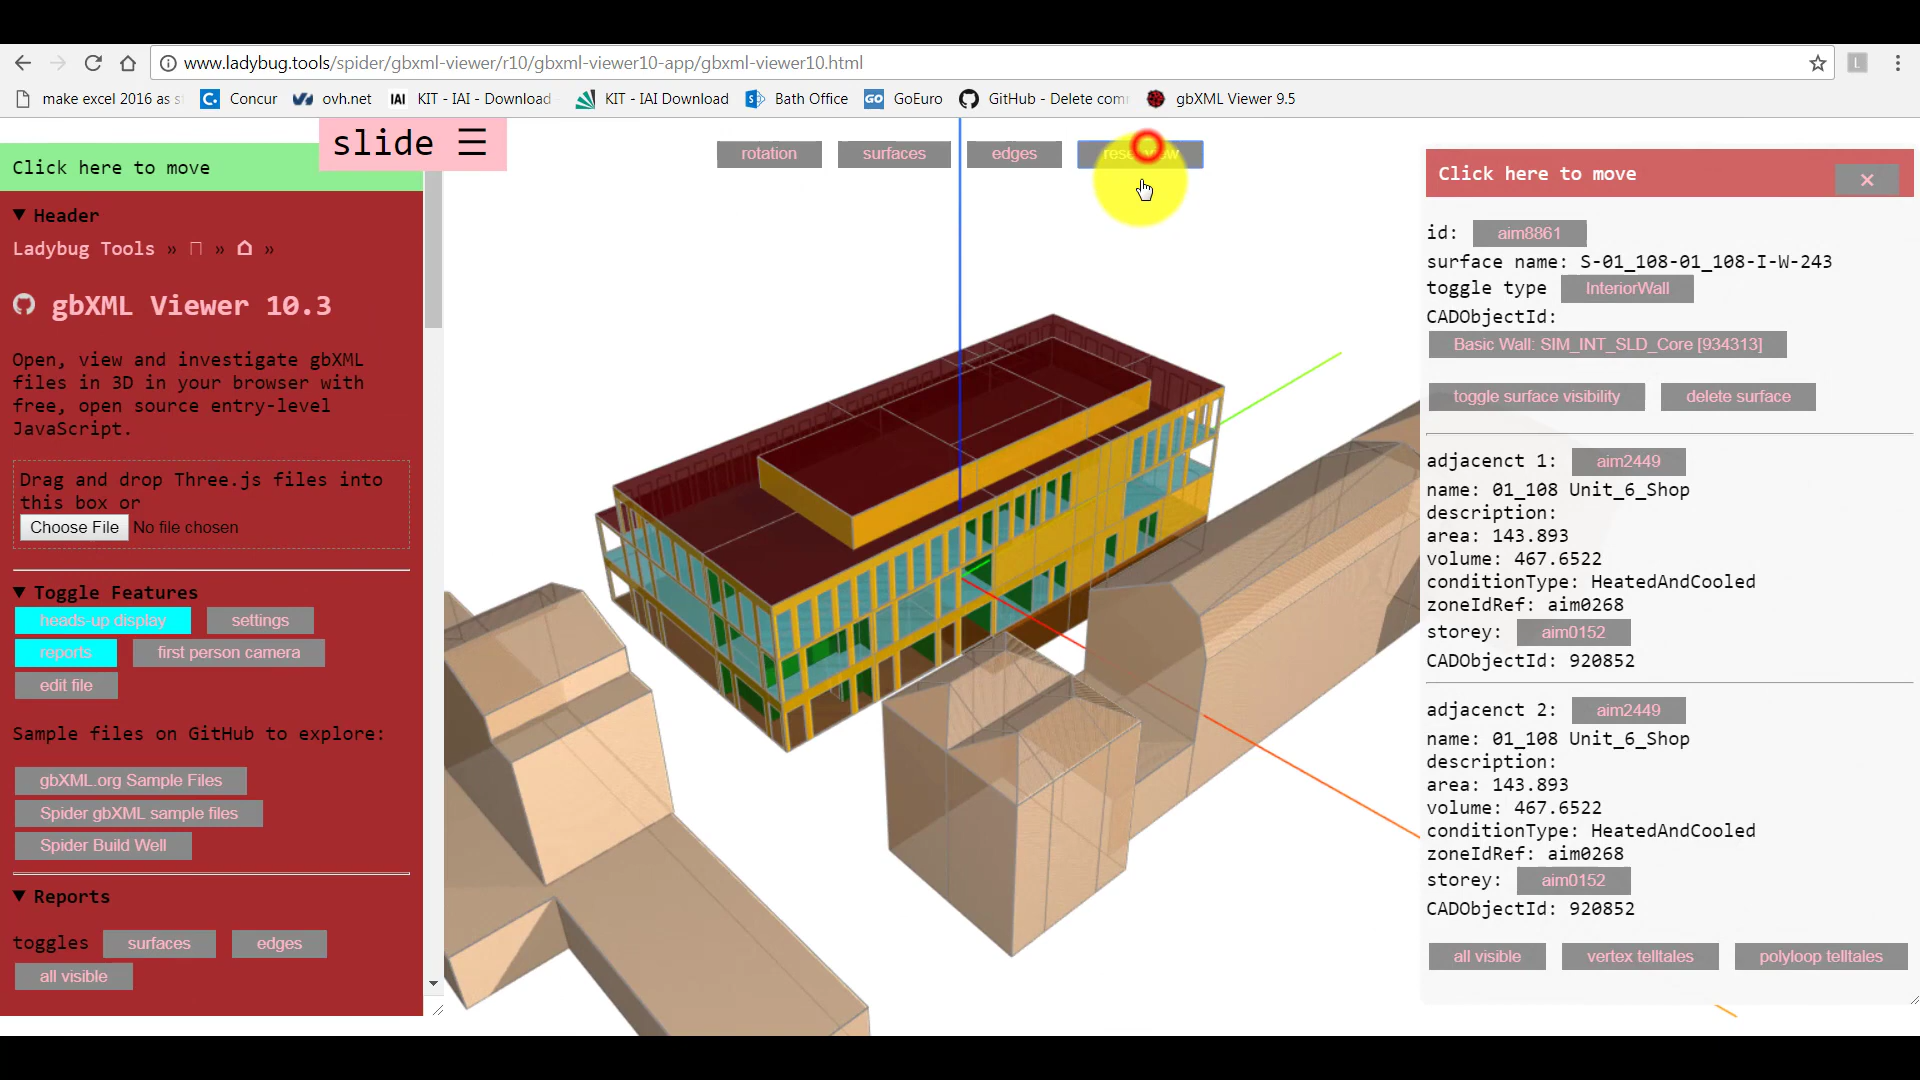 www.ladybug.tools/spider/gbxml-viewer/r10/gbxml-viewer10-app/gbxml-viewer10.html
L
make excel 2016 as s
C Concur
ovh.net
IAI KIT - IAI - Download
KIT - IAI Download
S Bath Office
GO GoEuro
GitHub - Delete com
gbXML Viewer 9.5
slide ☰
rotation
surfaces
edges
Click here to move
▼ Header
Ladybug Tools » » »
gbXML Viewer 10.3
Open, view and investigate gbXML
files in 3D in your browser with
free, open source entry-level
JavaScript.
Drag and drop Three.js files into
this box or
Choose File No file chosen
▼ Toggle Features
heads-up display settings
reports first person camera
edit file
Sample files on GitHub to explore:
gbXML.org Sample Files
Spider gbXML sample files
Spider Build Well
▼ Reports
toggles surfaces edges
all visible
Click here to move ×
id: aim8861
surface name: S-01_108-01_108-I-W-243
toggle type InteriorWall
CADObjectId:
Basic Wall: SIM_INT_SLD_Core [934313]
toggle surface visibility delete surface
adjacenct 1: aim2449
name: 01_108 Unit_6_Shop
description:
area: 143.893
volume: 467.6522
conditionType: HeatedAndCooled
zoneIdRef: aim0268
storey: aim0152
CADObjectId: 920852
adjacenct 2: aim2449
name: 01_108 Unit_6_Shop
description:
area: 143.893
volume: 467.6522
conditionType: HeatedAndCooled
zoneIdRef: aim0268
storey: aim0152
CADObjectId: 920852
all visible vertex telltales polyloop telltales